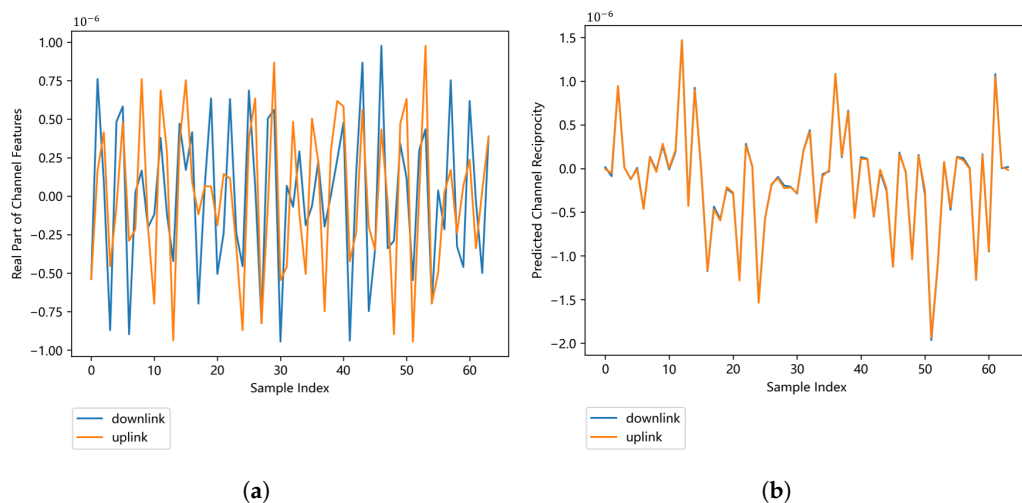 10⁻⁶
1.00
0.75
0.50
0.25
0.00
−0.25
−0.50
−0.75
−1.00
Real Part of Channel Features
0 10 20 30 40 50 60
Sample Index
downlink
uplink
(a)
10⁻⁶
1.5
1.0
0.5
0.0
−0.5
−1.0
−1.5
−2.0
Predicted Channel Reciprocity
0 10 20 30 40 50 60
Sample Index
downlink
uplink
(b)